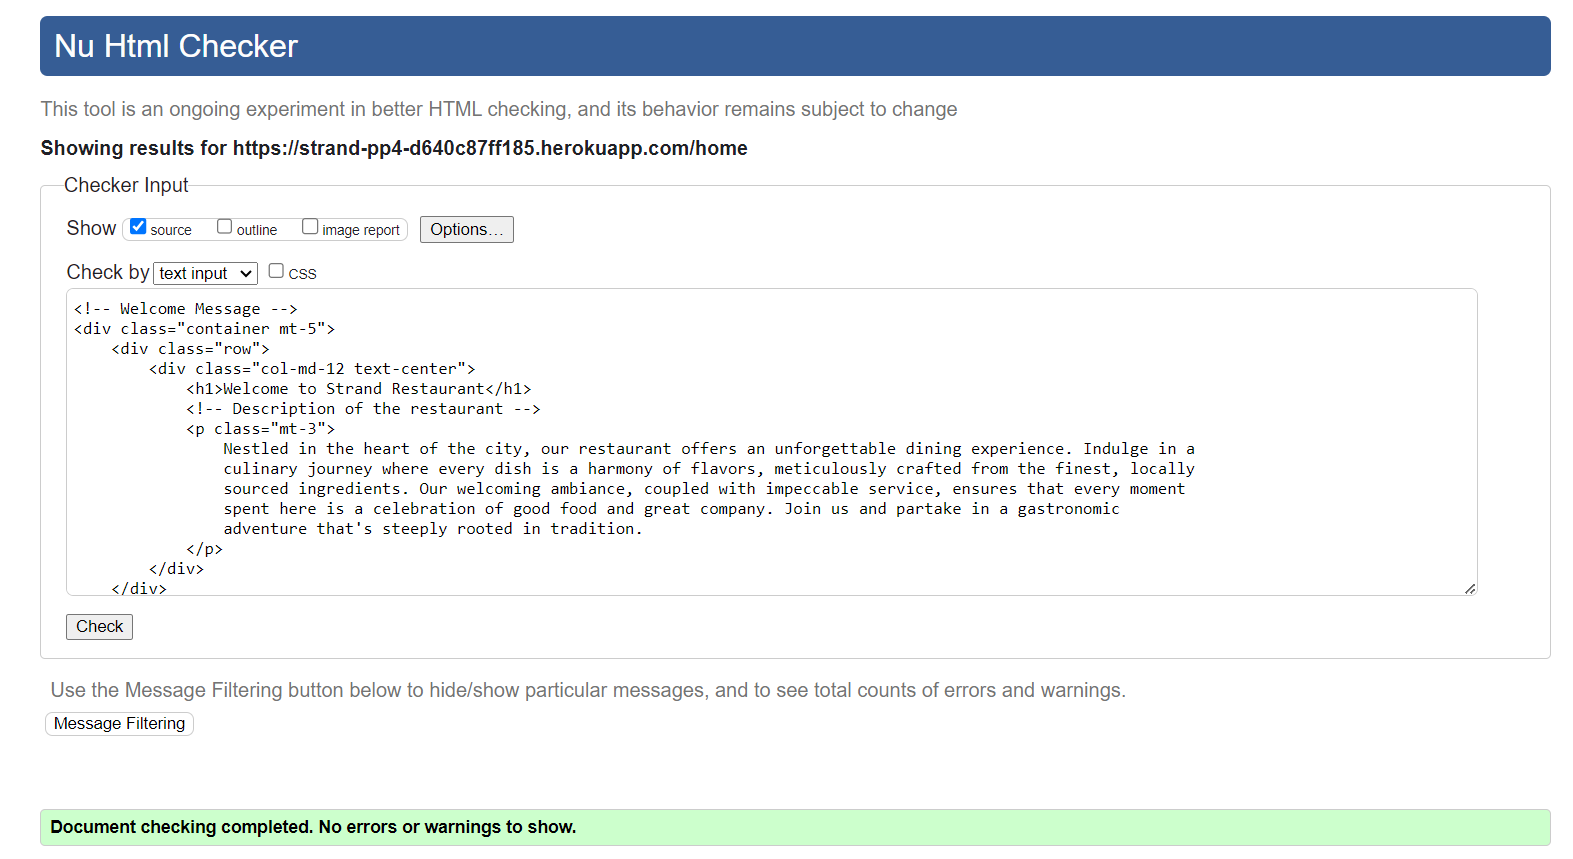 Nu Html Checker
This tool is an ongoing experiment in better HTML checking, and its behavior remains subject to change
Showing results for https://strand-pp4-d640c87ff185.herokuapp.com/home
Checker Input
Show source outline image report Options…
Check by text input CSS
<!-- Welcome Message -->
<div class="container mt-5">
    <div class="row">
        <div class="col-md-12 text-center">
            <h1>Welcome to Strand Restaurant</h1>
            <!-- Description of the restaurant -->
            <p class="mt-3">
                Nestled in the heart of the city, our restaurant offers an unforgettable dining experience. Indulge in a
                culinary journey where every dish is a harmony of flavors, meticulously crafted from the finest, locally
                sourced ingredients. Our welcoming ambiance, coupled with impeccable service, ensures that every moment
                spent here is a celebration of good food and great company. Join us and partake in a gastronomic
                adventure that's steeply rooted in tradition.
            </p>
        </div>
    </div>
Check
Use the Message Filtering button below to hide/show particular messages, and to see total counts of errors and warnings.
Message Filtering
Document checking completed. No errors or warnings to show.